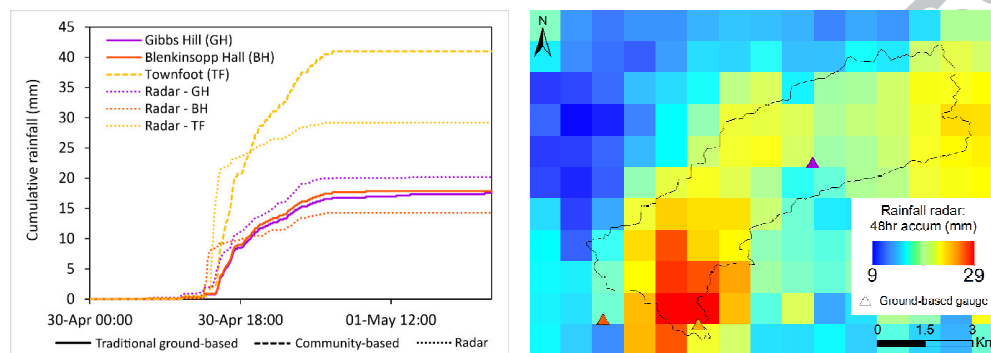 45
40
35
30
25
20
15
10
5
0
Cumulative rainfall (mm)
Gibbs Hill (GH)
Blenkinsopp Hall (BH)
Townfoot (TF)
Radar - GH
Radar - BH
Radar - TF
30-Apr 00:00
30-Apr 18:00
01-May 12:00
Traditional ground-based
Community-based
Radar
N
Rainfall radar:
48hr accum (mm)
9
29
Ground-based gauge
0
1.5
3
Km